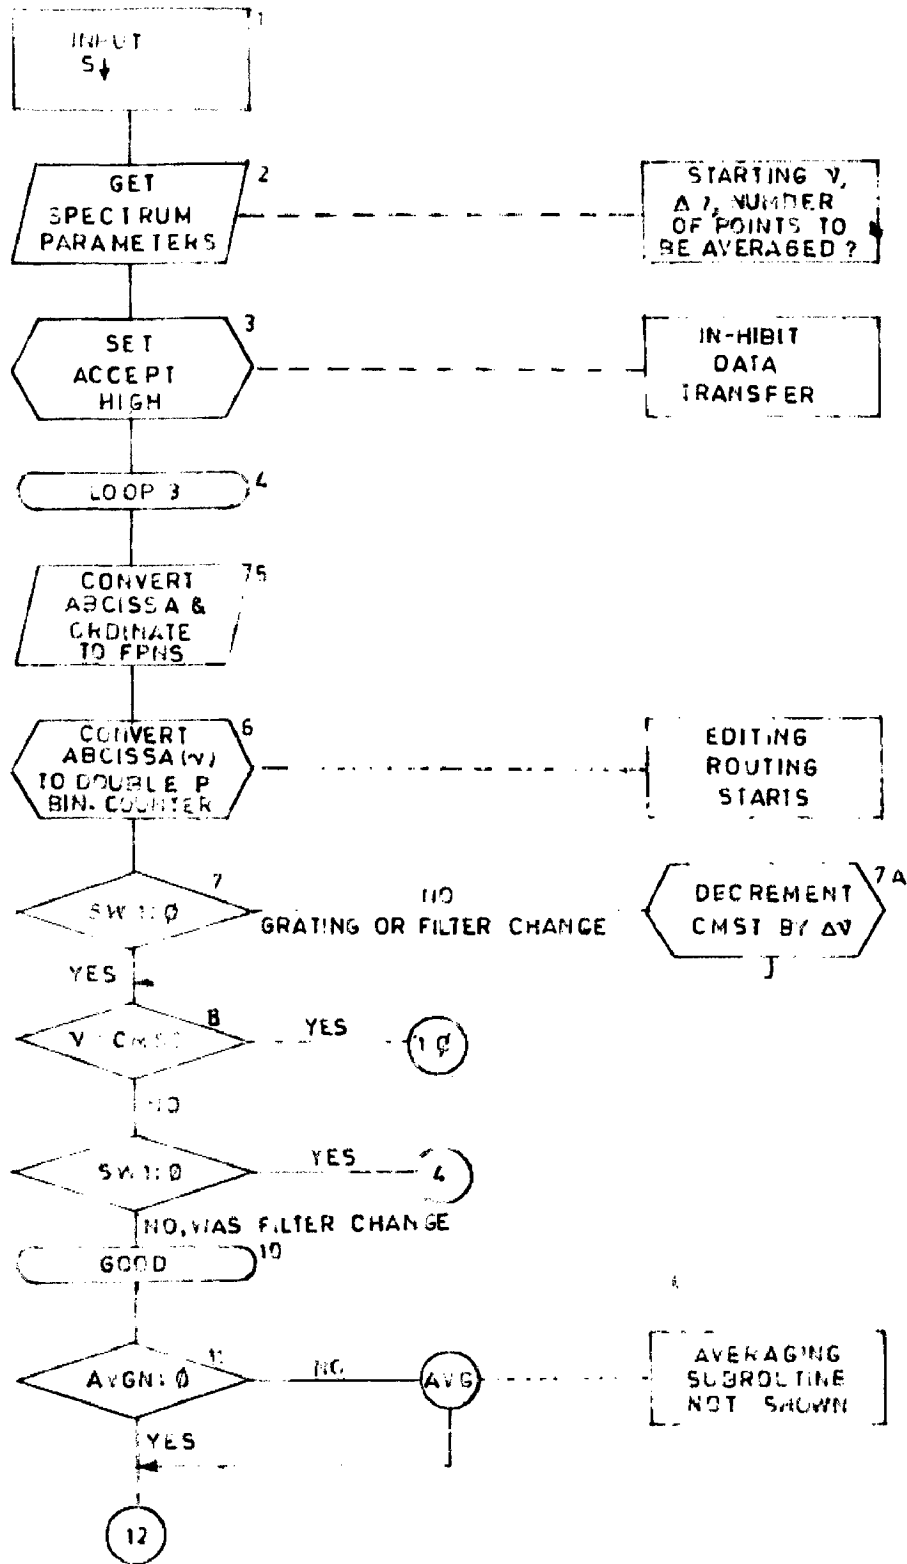 1
INPUT
S↓
2
GET
SPECTRUM
PARAMETERS
STARTING ν,
Δ ν, NUMBER
OF POINTS TO
BE AVERAGED ?
3
SET
ACCEPT
HIGH
IN-HIBIT
DATA
TRANSFER
LOOP 3
4
75
CONVERT
ABCISSA &
ORDINATE
TO FPNS
6
CONVERT
ABCISSA (ν)
TO DOUBLE P
BIN. COUNTER
EDITING
ROUTING
STARTS
7
SW 1: Ø
NO
GRATING OR FILTER CHANGE
7A
DECREMENT
CMST BY Δν
YES
8
ν : CMST
YES
1 Ø
NO
SW 1: Ø
YES
4
NO, WAS FILTER CHANGE
GOOD
10
11
AVGN: Ø
NO
AVG
AVERAGING
SUBROUTINE
NOT SHOWN
YES
12